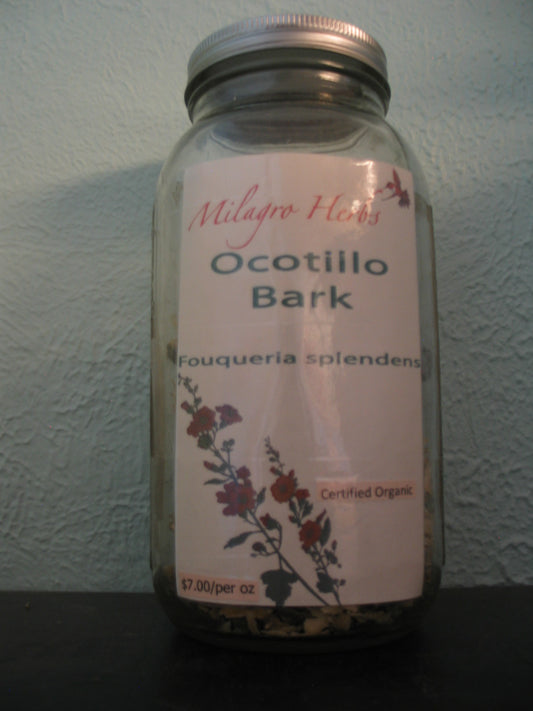 Milagro Herbs
Ocotillo
Bark
Fouqueria splendens
Certified Organic
$7.00/per oz